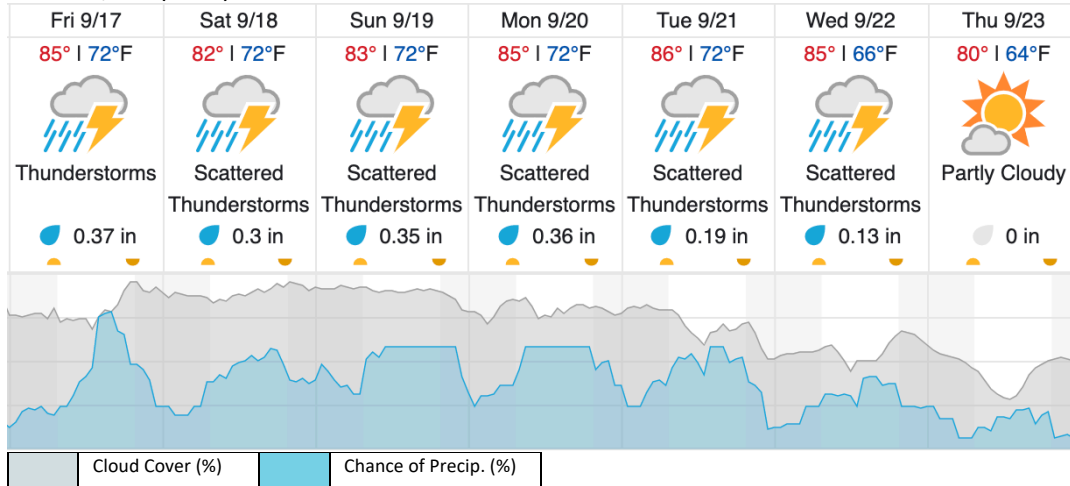 Fri 9/17 Sat 9/18 Sun 9/19 Mon 9/20 Tue 9/21 Wed 9/22 Thu 9/23
85° | 72°F 82° | 72°F 83° | 72°F 85° | 72°F 86° | 72°F 85° | 66°F 80° | 64°F
Thunderstorms Scattered Scattered Scattered Scattered Scattered Partly Cloudy
Thunderstorms Thunderstorms Thunderstorms Thunderstorms Thunderstorms
0.37 in 0.3 in 0.35 in 0.36 in 0.19 in 0.13 in 0 in
Cloud Cover (%) Chance of Precip. (%)